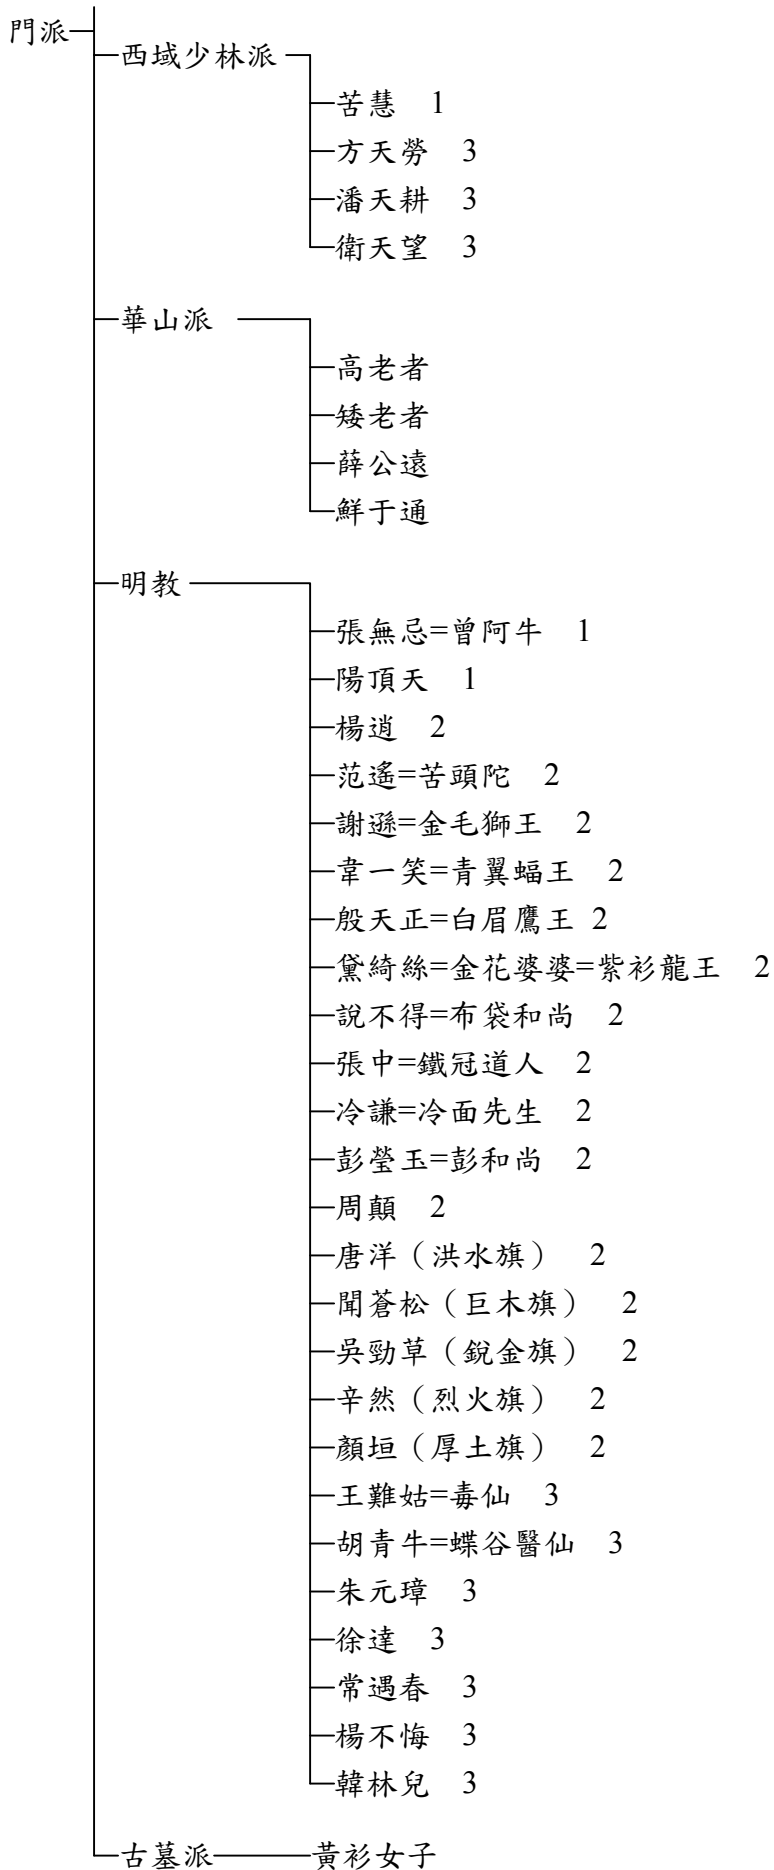 門派
西域少林派
苦慧 1
方天勞 3
潘天耕 3
衛天望 3
華山派
高老者
矮老者
薛公遠
鮮于通
明教
張無忌=曾阿牛 1
陽頂天 1
楊逍 2
范遙=苦頭陀 2
謝遜=金毛獅王 2
韋一笑=青翼蝠王 2
殷天正=白眉鷹王 2
黛綺絲=金花婆婆=紫衫龍王 2
說不得=布袋和尚 2
張中=鐵冠道人 2
冷謙=冷面先生 2
彭瑩玉=彭和尚 2
周顛 2
唐洋（洪水旗） 2
聞蒼松（巨木旗） 2
吳勁草（銳金旗） 2
辛然（烈火旗） 2
顏垣（厚土旗） 2
王難姑=毒仙 3
胡青牛=蝶谷醫仙 3
朱元璋 3
徐達 3
常遇春 3
楊不悔 3
韓林兒 3
古墓派 黃衫女子